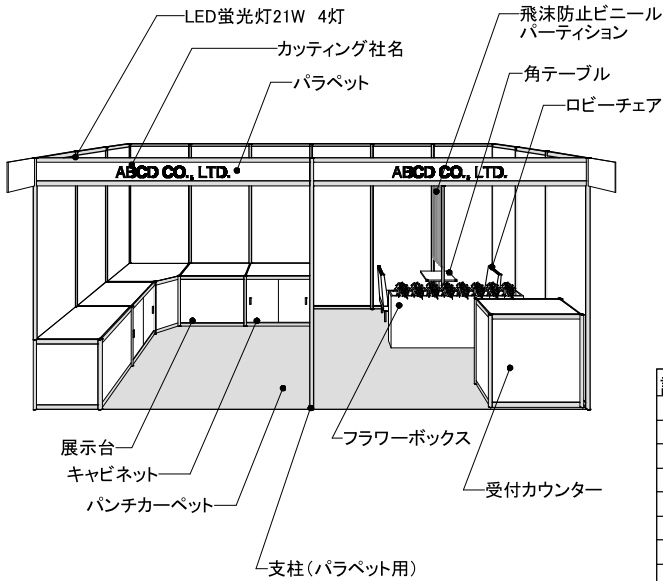 LED蛍光灯21W 4灯
カッティング社名
パラペット
飛沫防止ビニール
パーティション
角テーブル
ロビーチェア
ABCD CO., LTD.
ABCD CO., LTD.
展示台
キャビネット
パンチカーペット
フラワーボックス
受付カウンター
支柱(パラペット用)